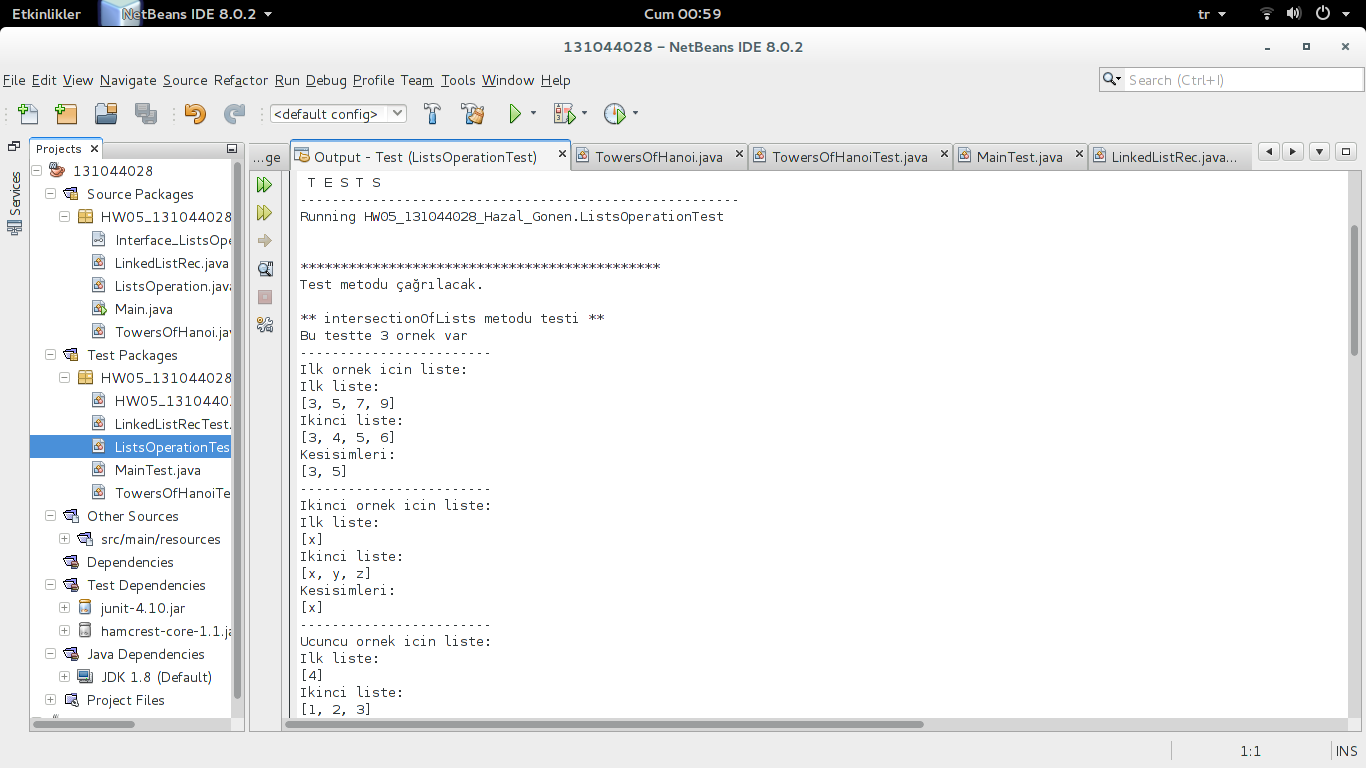 Etkinlikler NetBeans IDE 8.0.2 Cum 00:59 tr
131044028 – NetBeans IDE 8.0.2
File Edit View Navigate Source Refactor Run Debug Profile Team Tools Window Help
Search (Ctrl+I)
<default config>
Services
Projects
131044028
Source Packages
HW05_131044028
Interface_ListsOpe
LinkedListRec.java
ListsOperation.java
Main.java
TowersOfHanoi.jav
Test Packages
HW05_131044028
HW05_13104402
LinkedListRecTest.
ListsOperationTes
MainTest.java
TowersOfHanoiTe
Other Sources
src/main/resources
Dependencies
Test Dependencies
junit-4.10.jar
hamcrest-core-1.1.ja
Java Dependencies
JDK 1.8 (Default)
Project Files
...ge
Output - Test (ListsOperationTest)
TowersOfHanoi.java
TowersOfHanoiTest.java
MainTest.java
LinkedListRec.java...
T E S T S
-------------------------------------------------------
Running HW05_131044028_Hazal_Gonen.ListsOperationTest
*********************************************
Test metodu çağrılacak.
** intersectionOfLists metodu testi **
Bu testte 3 ornek var
------------------------
Ilk ornek icin liste:
Ilk liste:
[3, 5, 7, 9]
Ikinci liste:
[3, 4, 5, 6]
Kesisimleri:
[3, 5]
------------------------
Ikinci ornek icin liste:
Ilk liste:
[x]
Ikinci liste:
[x, y, z]
Kesisimleri:
[x]
------------------------
Ucuncu ornek icin liste:
Ilk liste:
[4]
Ikinci liste:
[1, 2, 3]
1:1 INS